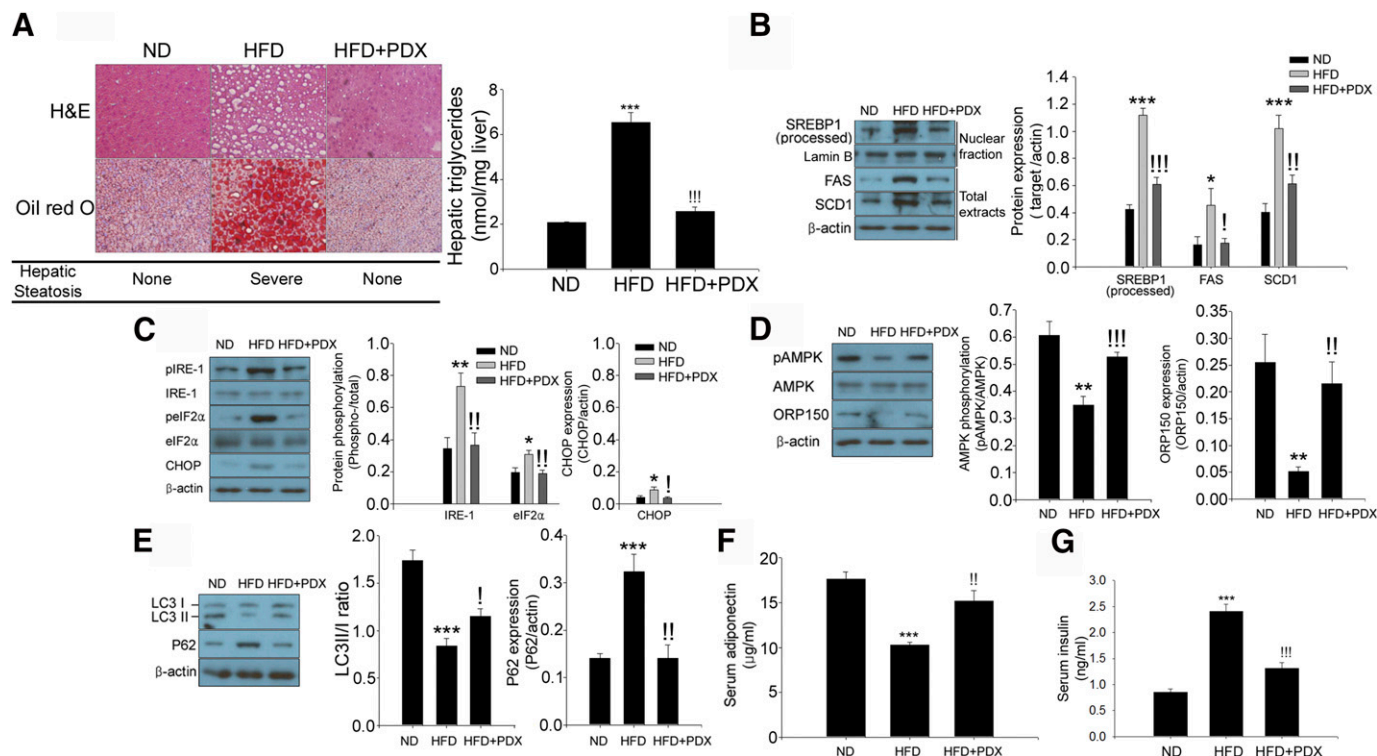 A
ND HFD HFD+PDX
H&E
Oil red O
Hepatic
Steatosis
None Severe None
Hepatic triglycerides
(nmol/mg liver)
8
6
4
2
0
***
!!!
ND HFD HFD+PDX
B
ND HFD HFD+PDX
SREBP1
(processed)
Lamin B
FAS
SCD1
β-actin
Nuclear
fraction
Total
extracts
Protein expression
( target /actin)
1.4
1.2
1.0
0.8
0.6
0.4
0.2
0.0
ND
HFD
HFD+PDX
***
!!!
*
!
***
!!
SREBP1
(processed)
FAS
SCD1
C
ND HFD HFD+PDX
pIRE-1
IRE-1
peIF2α
eIF2α
CHOP
β-actin
Protein phosphorylation
(Phospho-/total)
1.0
0.8
0.6
0.4
0.2
0.0
**
!!
*
!!
IRE-1 eIF2α
ND
HFD
HFD+PDX
CHOP expression
(CHOP/actin)
1.0
0.8
0.6
0.4
0.2
0.0
*
!
CHOP
D
ND HFD HFD+PDX
pAMPK
AMPK
ORP150
β-actin
AMPK phosphorylation
(pAMPK/AMPK)
0.7
0.6
0.5
0.4
0.3
0.2
0.1
0.0
**
!!!
ND HFD HFD+PDX
ORP150 expression
(ORP150/actin)
0.35
0.30
0.25
0.20
0.15
0.10
0.05
0.00
**
!!
ND HFD HFD+PDX
E
ND HFD HFD+PDX
LC3 I
LC3 II
P62
β-actin
LC3II/I ratio
2.0
1.5
1.0
0.5
0.0
***
!
ND HFD HFD+PDX
P62 expression
(P62/actin)
0.4
0.3
0.2
0.1
0.0
***
!!
ND HFD HFD+PDX
F
Serum adiponectin
(μg/ml)
20
15
10
5
0
***
!!
ND HFD HFD+PDX
G
Serum insulin
(ng/ml)
3.0
2.5
2.0
1.5
1.0
0.5
0.0
***
!!!
ND HFD HFD+PDX